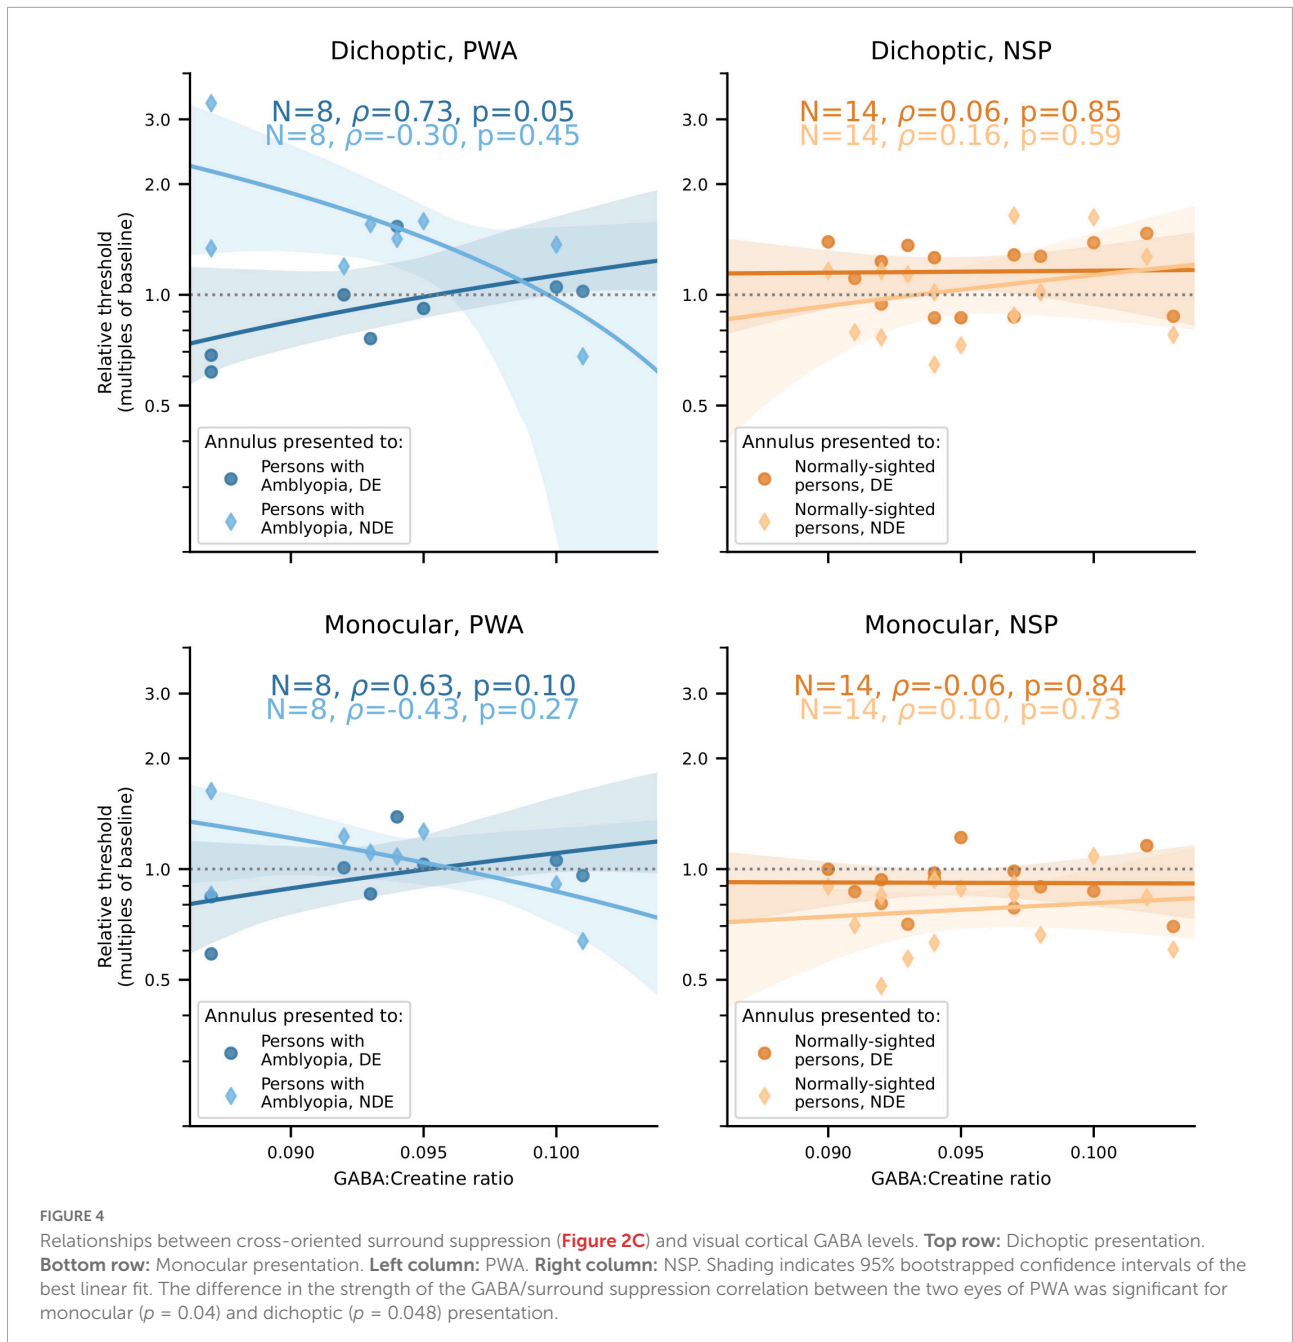 Dichoptic, PWA
N=8, ρ=0.73, p=0.05
N=8, ρ=-0.30, p=0.45
3.0
2.0
1.0
0.5
Relative threshold
(multiples of baseline)
Annulus presented to:
Persons with
Amblyopia, DE
Persons with
Amblyopia, NDE
Dichoptic, NSP
N=14, ρ=0.06, p=0.85
N=14, ρ=0.16, p=0.59
3.0
2.0
1.0
0.5
Annulus presented to:
Normally-sighted
persons, DE
Normally-sighted
persons, NDE
Monocular, PWA
N=8, ρ=0.63, p=0.10
N=8, ρ=-0.43, p=0.27
3.0
2.0
1.0
0.5
Relative threshold
(multiples of baseline)
Annulus presented to:
Persons with
Amblyopia, DE
Persons with
Amblyopia, NDE
0.090 0.095 0.100
GABA:Creatine ratio
Monocular, NSP
N=14, ρ=-0.06, p=0.84
N=14, ρ=0.10, p=0.73
3.0
2.0
1.0
0.5
Annulus presented to:
Normally-sighted
persons, DE
Normally-sighted
persons, NDE
0.090 0.095 0.100
GABA:Creatine ratio
FIGURE 4
Relationships between cross-oriented surround suppression (Figure 2C) and visual cortical GABA levels. Top row: Dichoptic presentation.
Bottom row: Monocular presentation. Left column: PWA. Right column: NSP. Shading indicates 95% bootstrapped confidence intervals of the
best linear fit. The difference in the strength of the GABA/surround suppression correlation between the two eyes of PWA was significant for
monocular (p = 0.04) and dichoptic (p = 0.048) presentation.